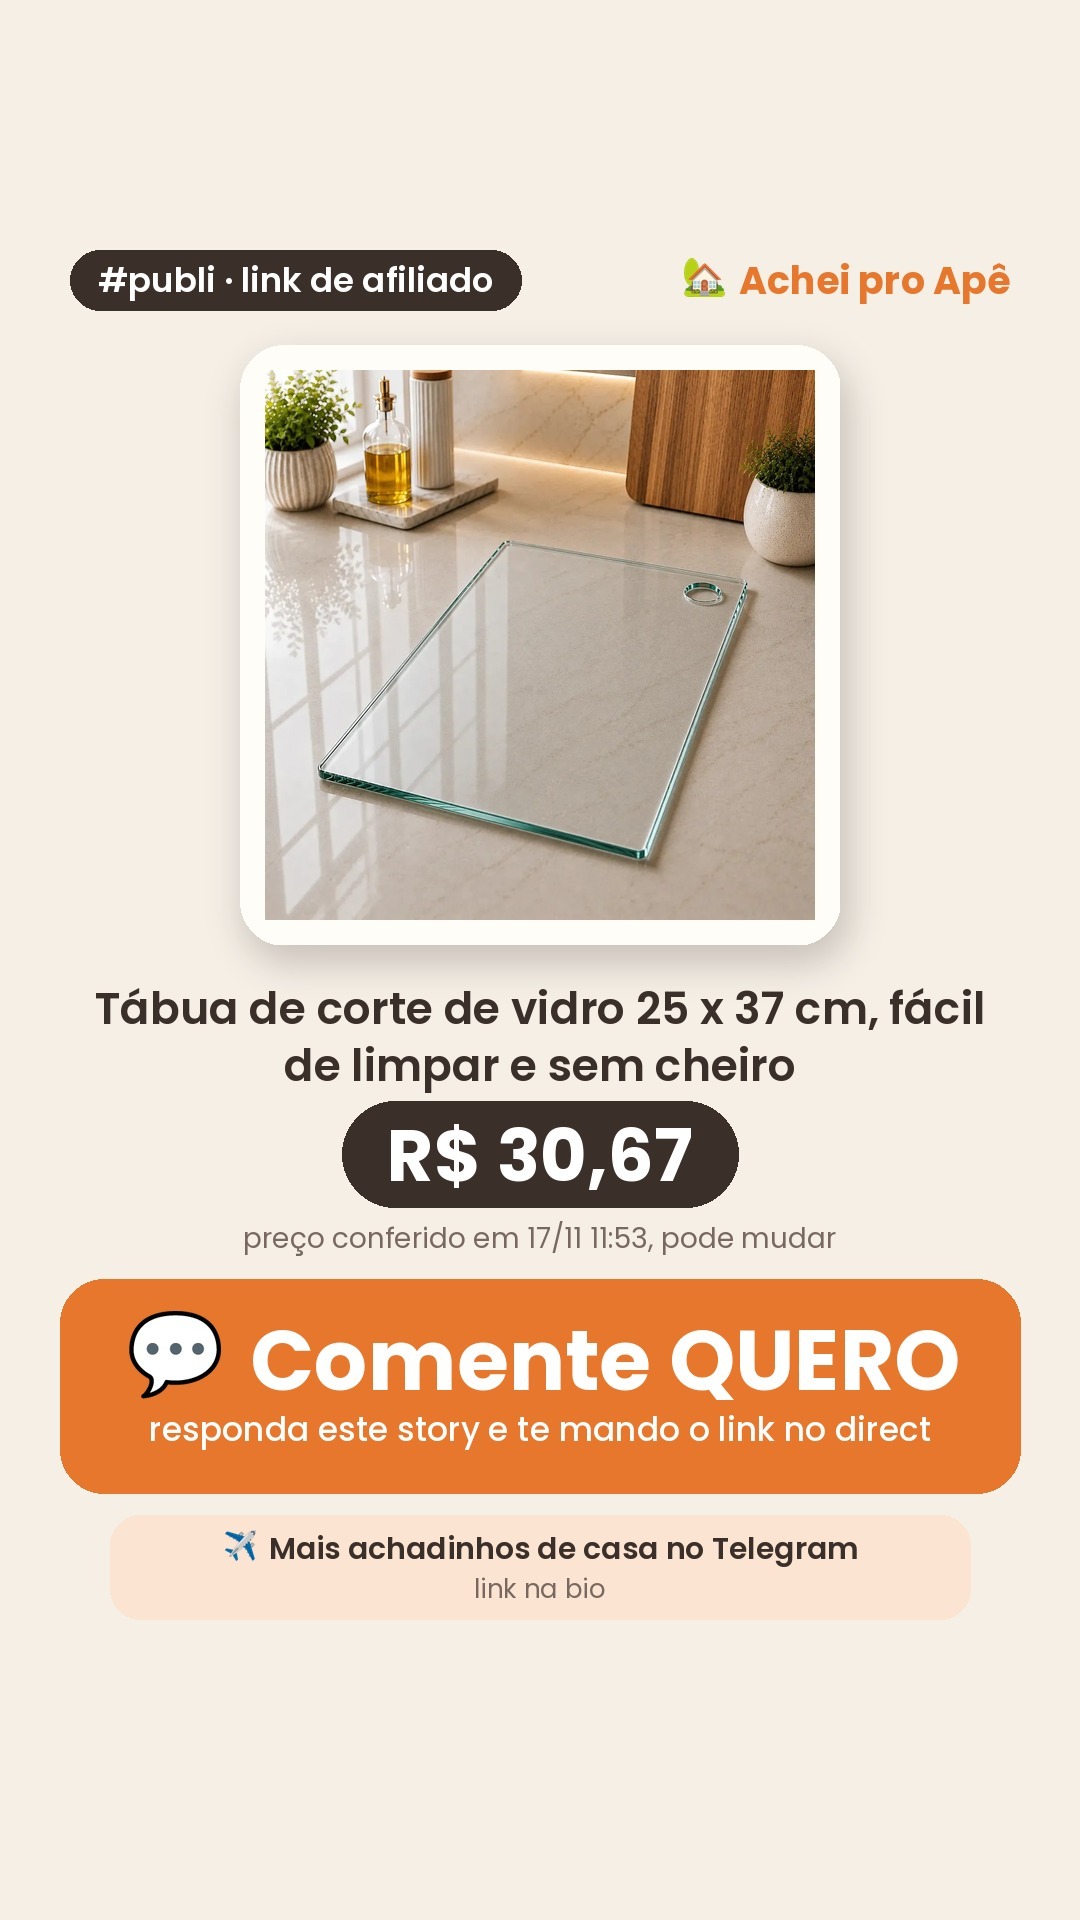 #publi · link de afiliado
🏡 Achei pro Apê
Tábua de corte de vidro 25 x 37 cm, fácil
de limpar e sem cheiro
R$ 30,67
preço conferido em 17/11 11:53, pode mudar
💬 Comente QUERO
responda este story e te mando o link no direct
✈️ Mais achadinhos de casa no Telegram
link na bio